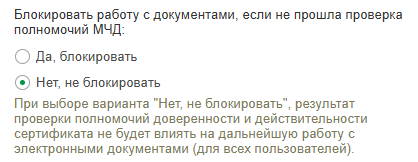 Блокировать работу с документами, если не прошла проверка
полномочий МЧД:
Да, блокировать
Нет, не блокировать
При выборе варианта "Нет, не блокировать", результат
проверки полномочий доверенности и действительности
сертификата не будет влиять на дальнейшую работу с
электронными документами (для всех пользователей).